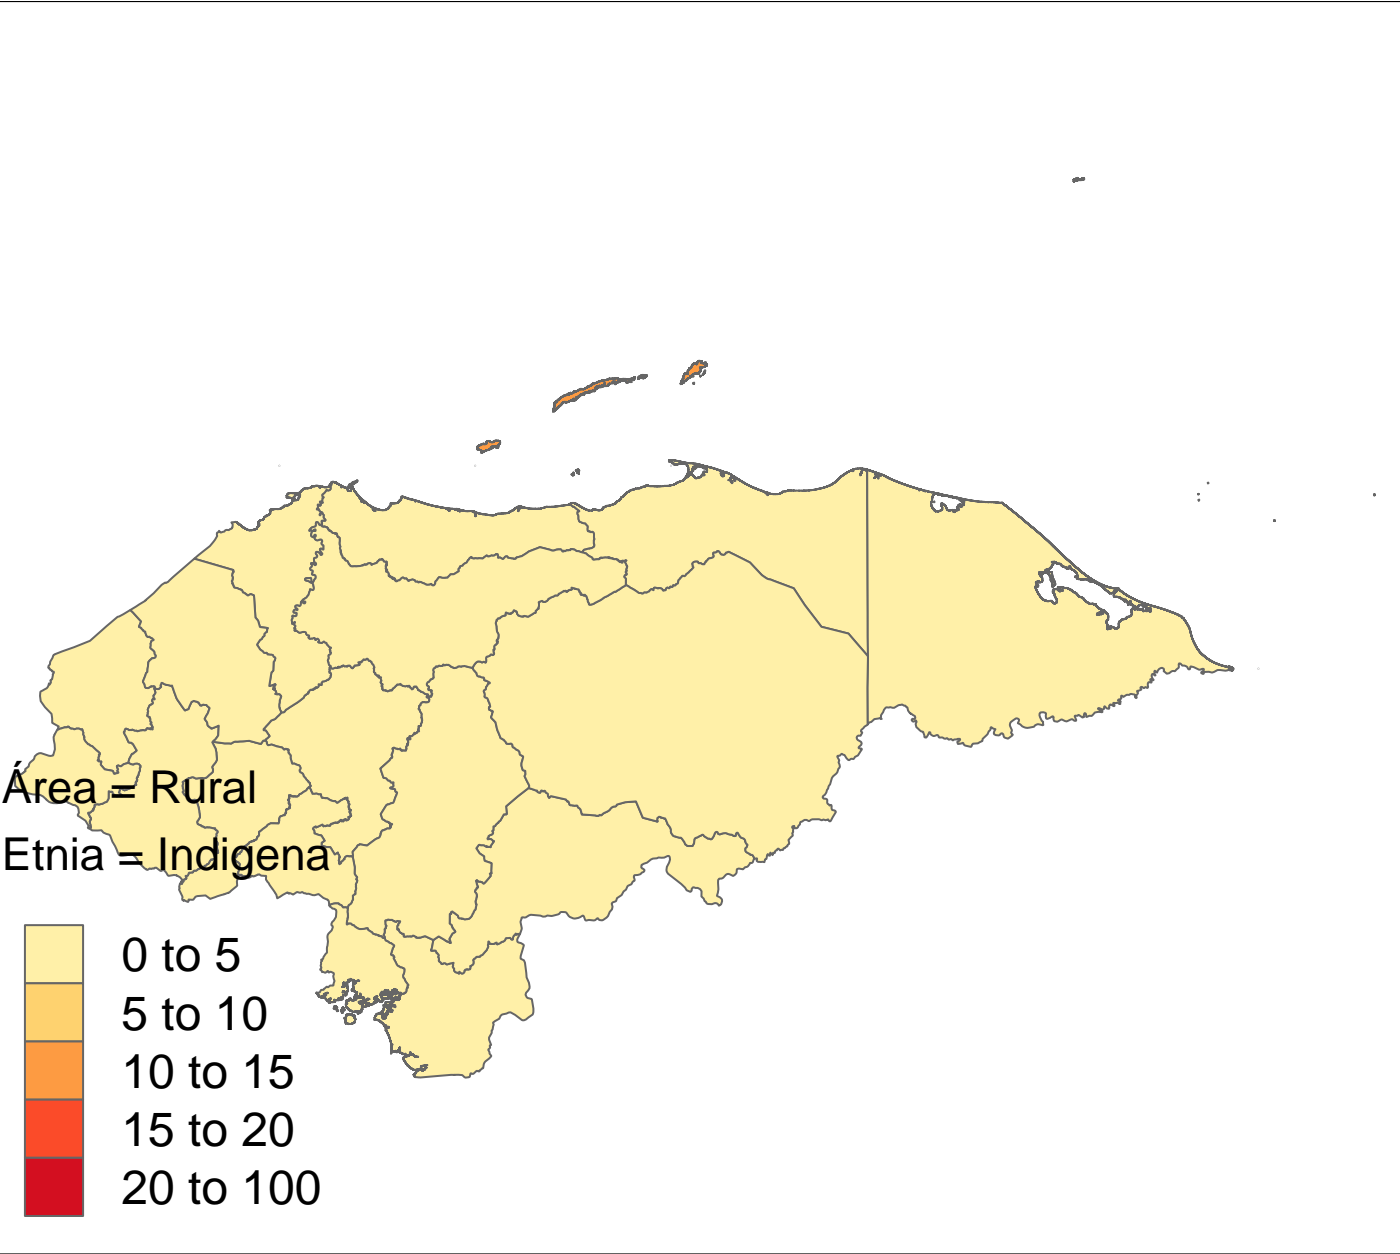 Área = Rural
Etnia = Indigena
0 to 5
5 to 10
10 to 15
15 to 20
20 to 100